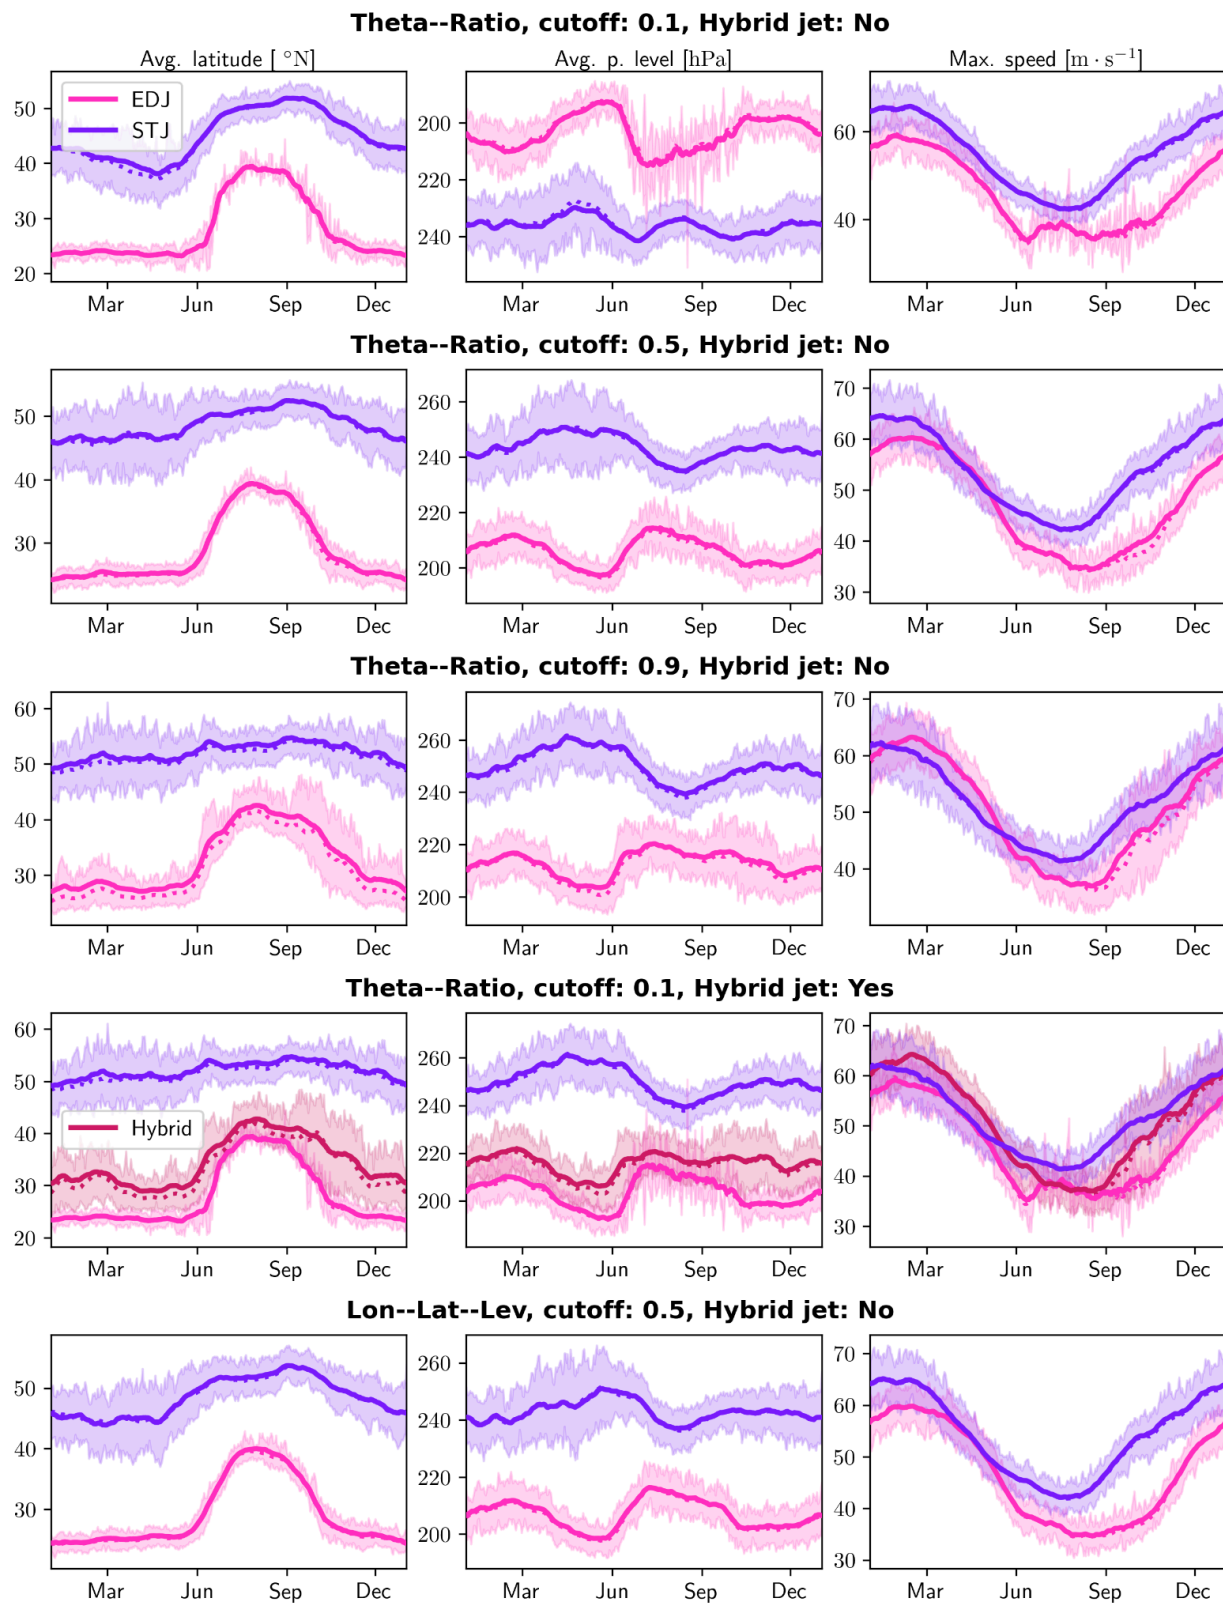 Theta--Ratio, cutoff: 0.1, Hybrid jet: No
Avg. latitude [ °N]
Avg. p. level [hPa]
Max. speed [m · s⁻¹]
EDJ
STJ
50
40
30
20
200
220
240
60
40
Mar Jun Sep Dec
Mar Jun Sep Dec
Mar Jun Sep Dec
Theta--Ratio, cutoff: 0.5, Hybrid jet: No
50
40
30
260
240
220
200
70
60
50
40
30
Mar Jun Sep Dec
Mar Jun Sep Dec
Mar Jun Sep Dec
Theta--Ratio, cutoff: 0.9, Hybrid jet: No
60
50
40
30
260
240
220
200
70
60
50
40
Mar Jun Sep Dec
Mar Jun Sep Dec
Mar Jun Sep Dec
Theta--Ratio, cutoff: 0.1, Hybrid jet: Yes
Hybrid
60
50
40
30
20
260
240
220
200
70
60
50
40
30
Mar Jun Sep Dec
Mar Jun Sep Dec
Mar Jun Sep Dec
Lon--Lat--Lev, cutoff: 0.5, Hybrid jet: No
50
40
30
260
240
220
200
70
60
50
40
30
Mar Jun Sep Dec
Mar Jun Sep Dec
Mar Jun Sep Dec